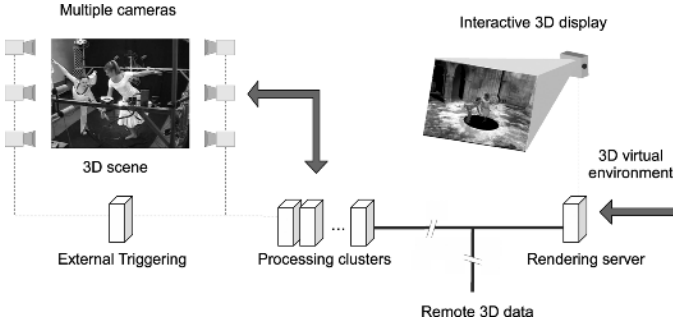 Multiple cameras
Interactive 3D display
3D scene
3D virtual
environment
External Triggering
Processing clusters
...
Rendering server
Remote 3D data